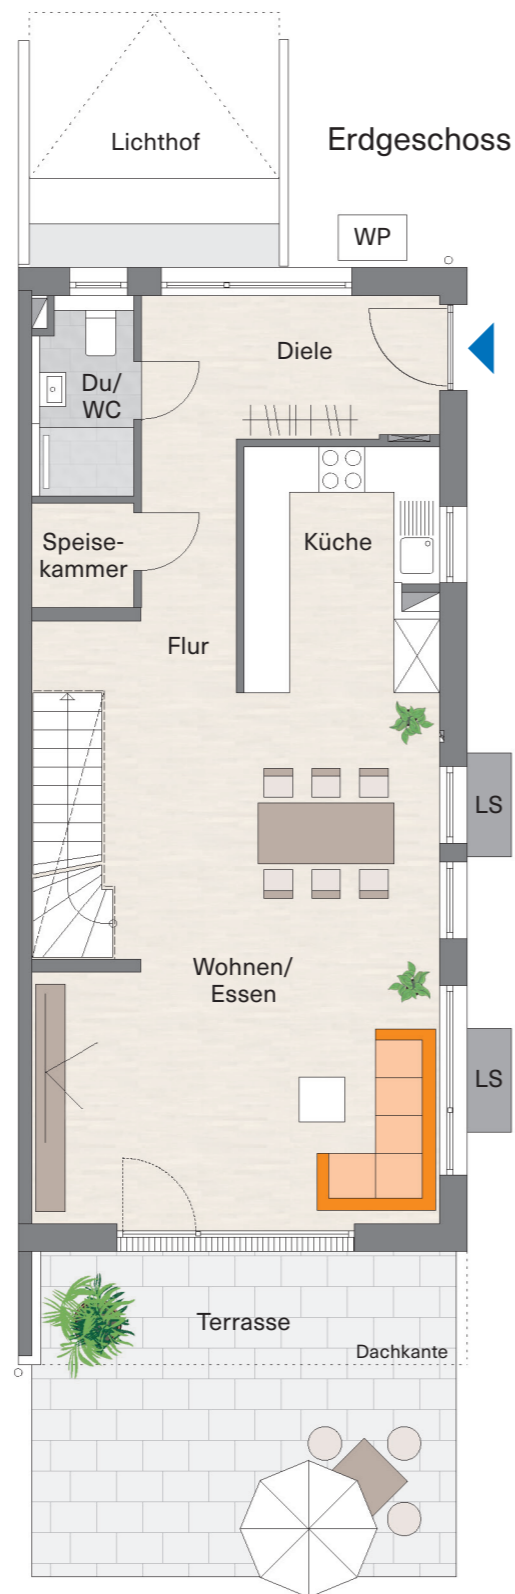 Lichthof
Erdgeschoss
WP
Diele
Du/
WC
Speise-
kammer
Küche
Flur
LS
Wohnen/
Essen
LS
Terrasse
Dachkante